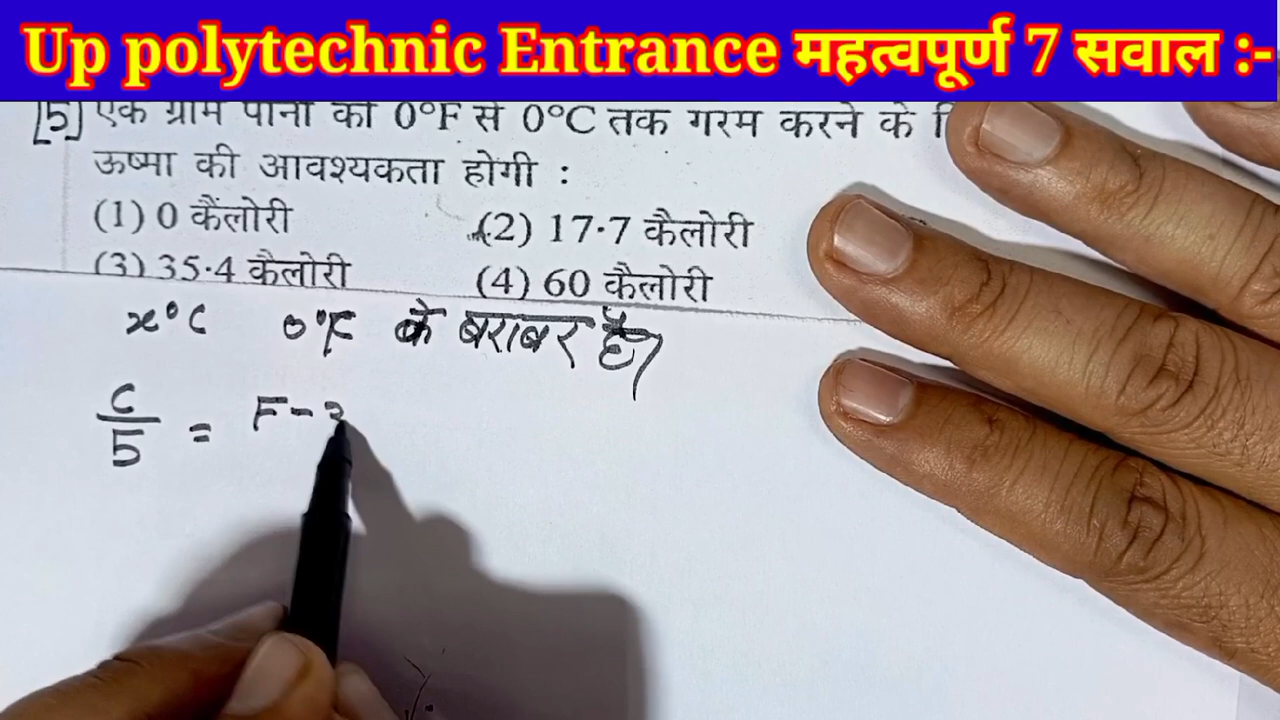 Up polytechnic Entrance महत्वपूर्ण 7 सवाल :-
[5] एक ग्राम पानी को 0°F से 0°C तक गरम करने के
ऊष्मा की आवश्यकता होगी :
(1) 0 कैलोरी (2) 17·7 कैलोरी
(3) 35·4 कैलोरी (4) 60 कैलोरी
x°C 0°F के बराबर है।
C/5 = F-3